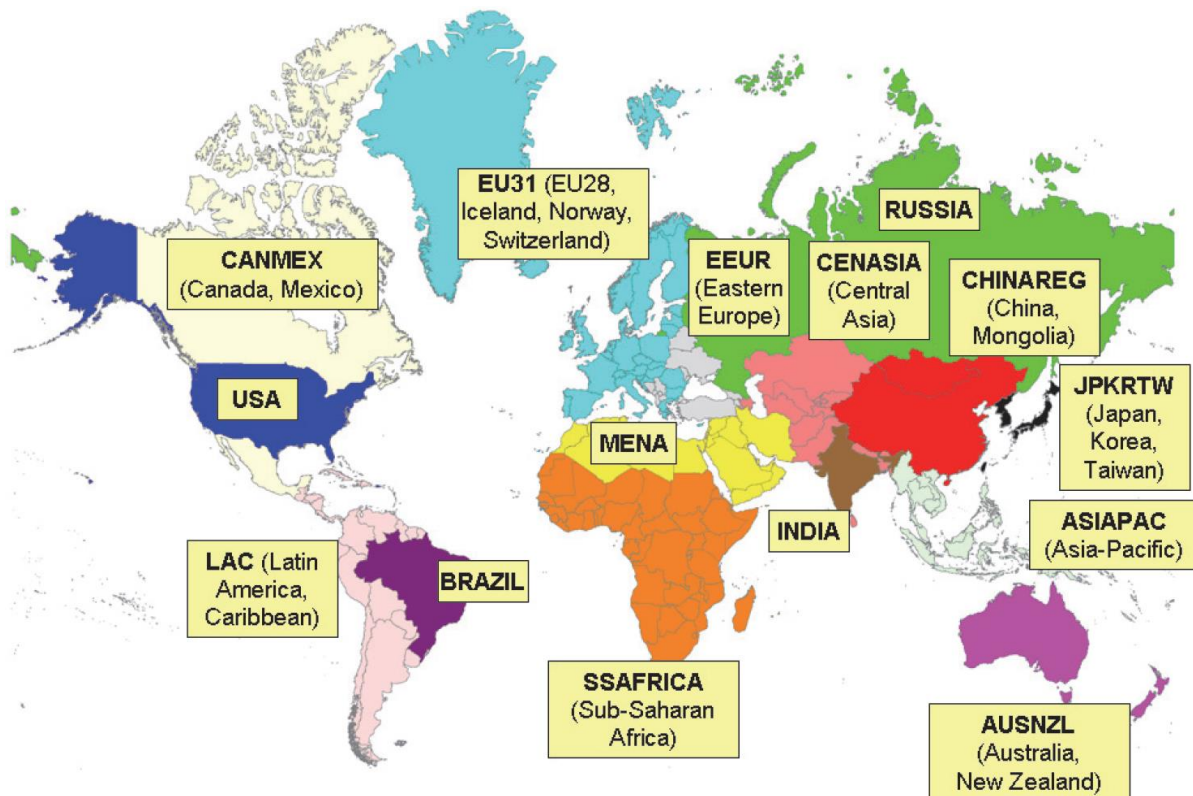 EU31 (EU28,
Iceland, Norway,
Switzerland)
RUSSIA
CANMEX
(Canada, Mexico)
EEUR
(Eastern
Europe)
CENASIA
(Central
Asia)
CHINAREG
(China,
Mongolia)
USA
JPKRTW
(Japan,
Korea,
Taiwan)
MENA
INDIA
ASIAPAC
(Asia-Pacific)
LAC (Latin
America,
Caribbean)
BRAZIL
SSAFRICA
(Sub-Saharan
Africa)
AUSNZL
(Australia,
New Zealand)